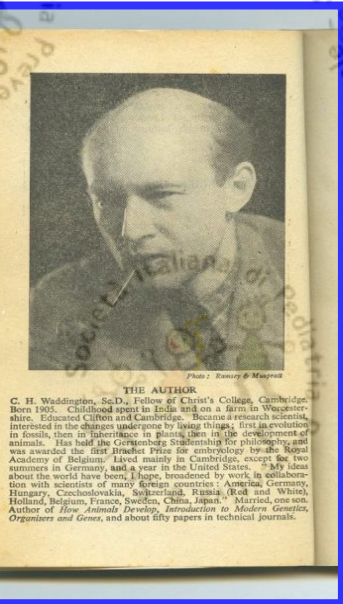 Società Italiana di Pediatria Preve
Photo: Ramsey & Muspratt
THE AUTHOR
C. H. Waddington, Sc.D., Fellow of Christ's College, Cambridge.
Born 1905. Childhood spent in India and on a farm in Worcester-
shire. Educated Clifton and Cambridge. Became a research scientist,
interested in the changes undergone by living things; first in evolution
in fossils, then in inheritance in plants, then in the development of
animals. Has held the Gerstenberg Studentship for philosophy, and
was awarded the first Brachet Prize for embryology by the Royal
Academy of Belgium. Lived mainly in Cambridge, except for two
summers in Germany, and a year in the United States. "My ideas
about the world have been, I hope, broadened by work in collabora-
tion with scientists of many foreign countries: America, Germany,
Hungary, Czechoslovakia, Switzerland, Russia (Red and White),
Holland, Belgium, France, Sweden, China, Japan." Married, one son.
Author of How Animals Develop, Introduction to Modern Genetics,
Organisers and Genes, and about fifty papers in technical journals.